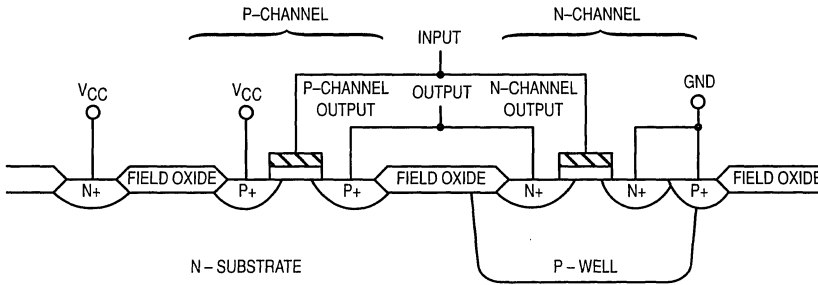 P–CHANNEL
N–CHANNEL
INPUT
VCC
VCC
P–CHANNEL
OUTPUT
OUTPUT
N–CHANNEL
OUTPUT
GND
N+
FIELD OXIDE
P+
P+
FIELD OXIDE
N+
N+
P+
FIELD OXIDE
N – SUBSTRATE
P – WELL